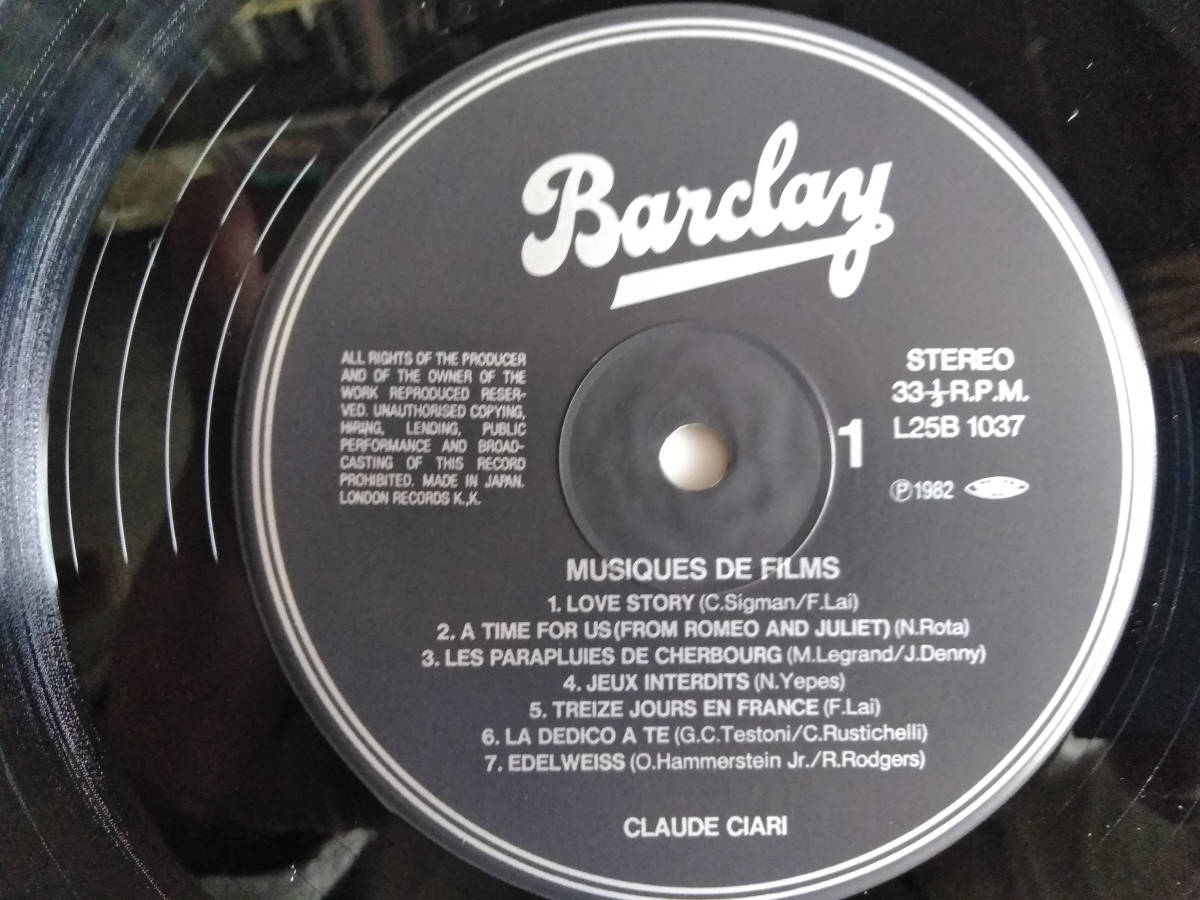 Barclay
ALL RIGHTS OF THE PRODUCER
AND OF THE OWNER OF THE
WORK REPRODUCED RESER-
VED. UNAUTHORISED COPYING,
HIRING, LENDING, PUBLIC
PERFORMANCE AND BROAD-
CASTING OF THIS RECORD
PROHIBITED. MADE IN JAPAN.
LONDON RECORDS K.,K.
STEREO
33-⅓-R.P.M.
L25B 1037
1
Ⓟ1982
MUSIQUES DE FILMS
1. LOVE STORY (C.Sigman/F.Lai)
2. A TIME FOR US(FROM ROMEO AND JULIET) (N.Rota)
3. LES PARAPLUIES DE CHERBOURG (M.Legrand/J.Denny)
4. JEUX INTERDITS (N.Yepes)
5. TREIZE JOURS EN FRANCE (F.Lai)
6. LA DEDICO A TE (G.C.Testoni/C.Rustichelli)
7. EDELWEISS (O.Hammerstein Jr./R.Rodgers)
CLAUDE CIARI